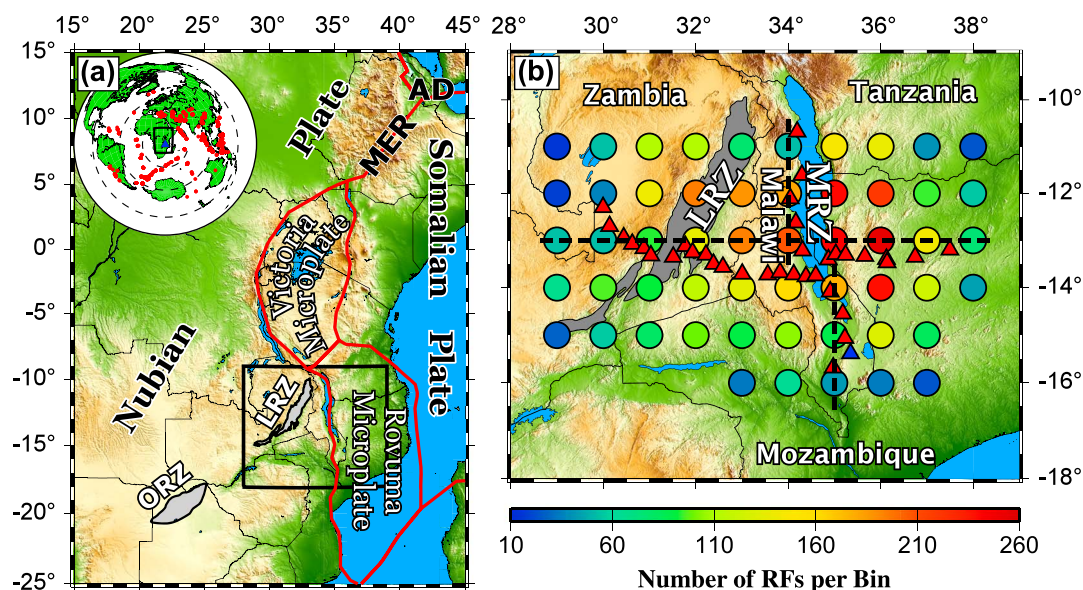 15° 20° 25° 30° 35° 40° 45°
15°
10°
5°
0°
-5°
-10°
-15°
-20°
-25°
(a)
AD
MER
Plate
Somalian
Plate
Victoria
Microplate
Nubian
LRZ
Rovuma
Microplate
ORZ
28° 30° 32° 34° 36° 38°
(b)
Zambia
Tanzania
-10°
-12°
-14°
-16°
-18°
LRZ
Malawi
MRZ
Mozambique
10 60 110 160 210 260
Number of RFs per Bin